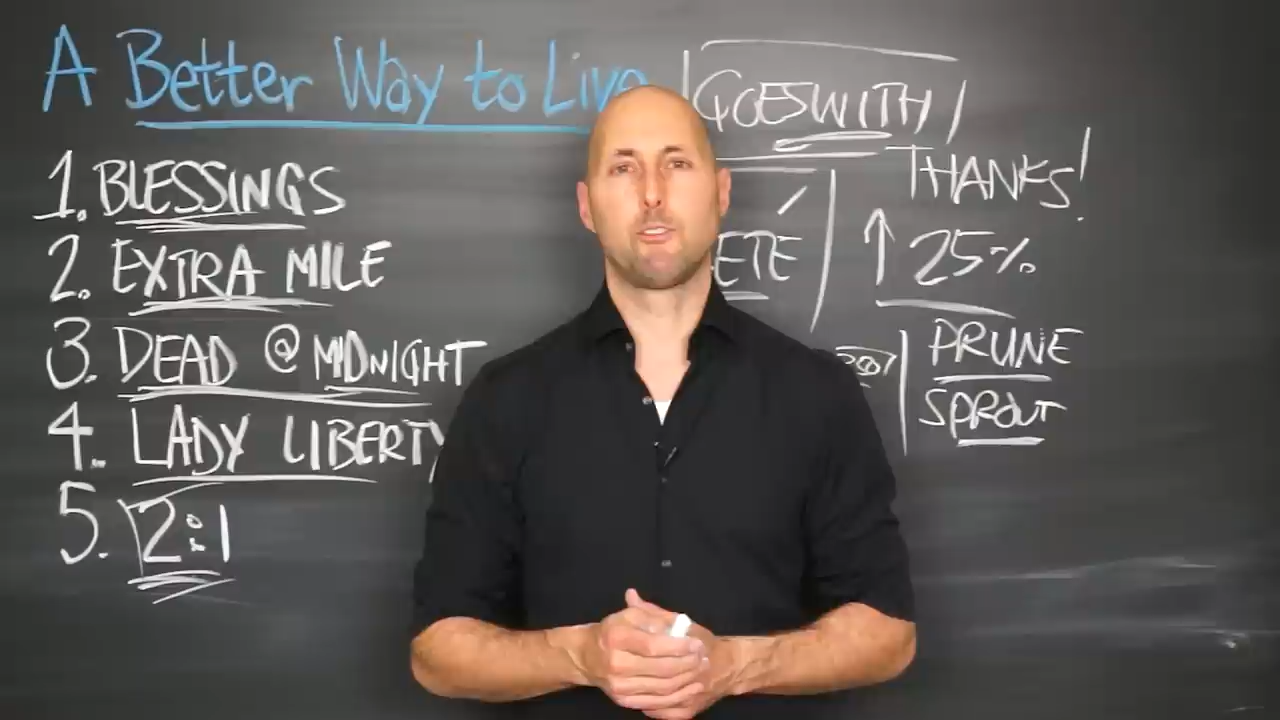 A Better Way to Live
1. BLESSINGS
2. EXTRA MILE
3. DEAD @ MIDNIGHT
4. LADY LIBERTY
5. 2:1
GOESWITH
THANKS!
↑ 25%
ETE
PRUNE
SPROUT